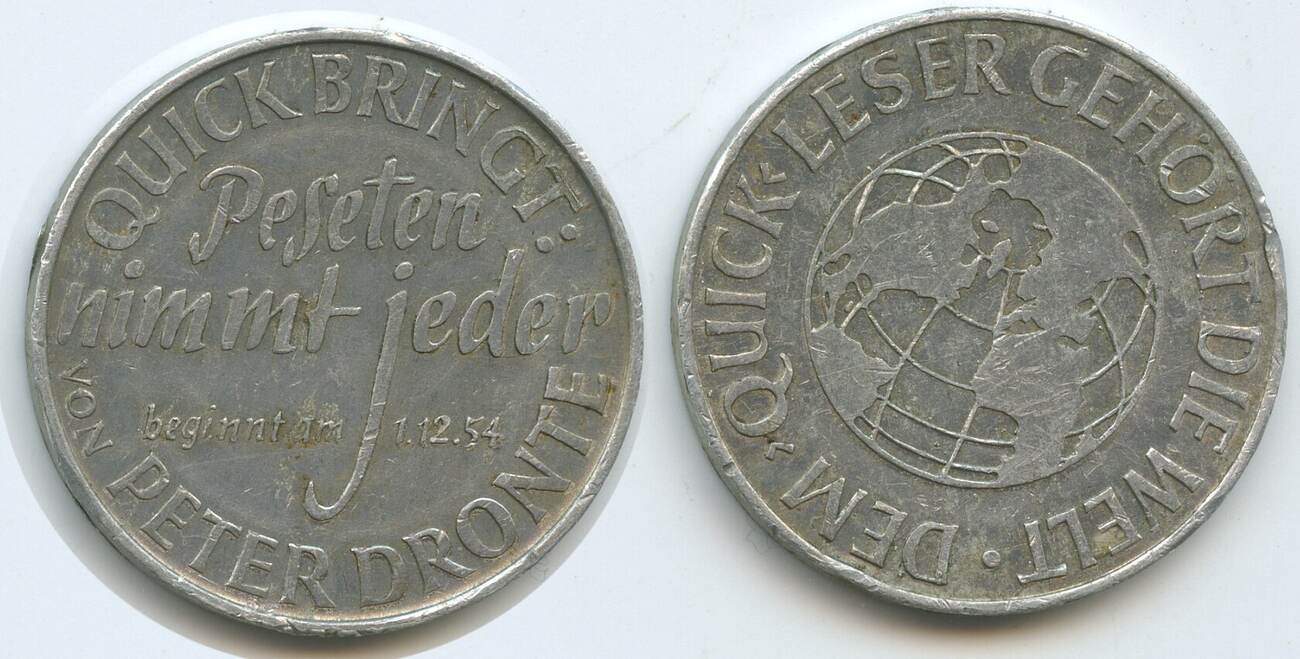 QUICK BRINGT:
Peseten
nimmt jeder
beginnt am 1.12.54
VON PETER DRONTE
DEM "QUICK"-LESER GEHÖRT DIE WELT ·